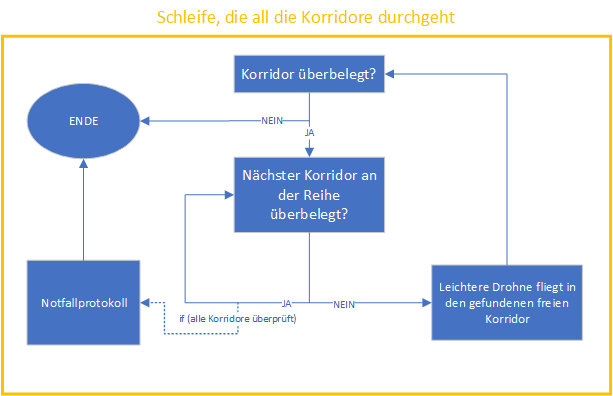 Schleife, die all die Korridore durchgeht
Korridor überbelegt?
ENDE
NEIN
JA
Nächster Korridor an
der Reihe
überbelegt?
Notfallprotokoll
Leichtere Drohne fliegt in
den gefundenen freien
Korridor
JA
NEIN
if (alle Korridore überprüft)